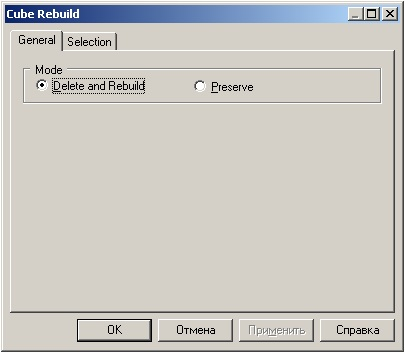 Cube Rebuild
General Selection
Mode
Delete and Rebuild Preserve
OK Отмена Применить Справка